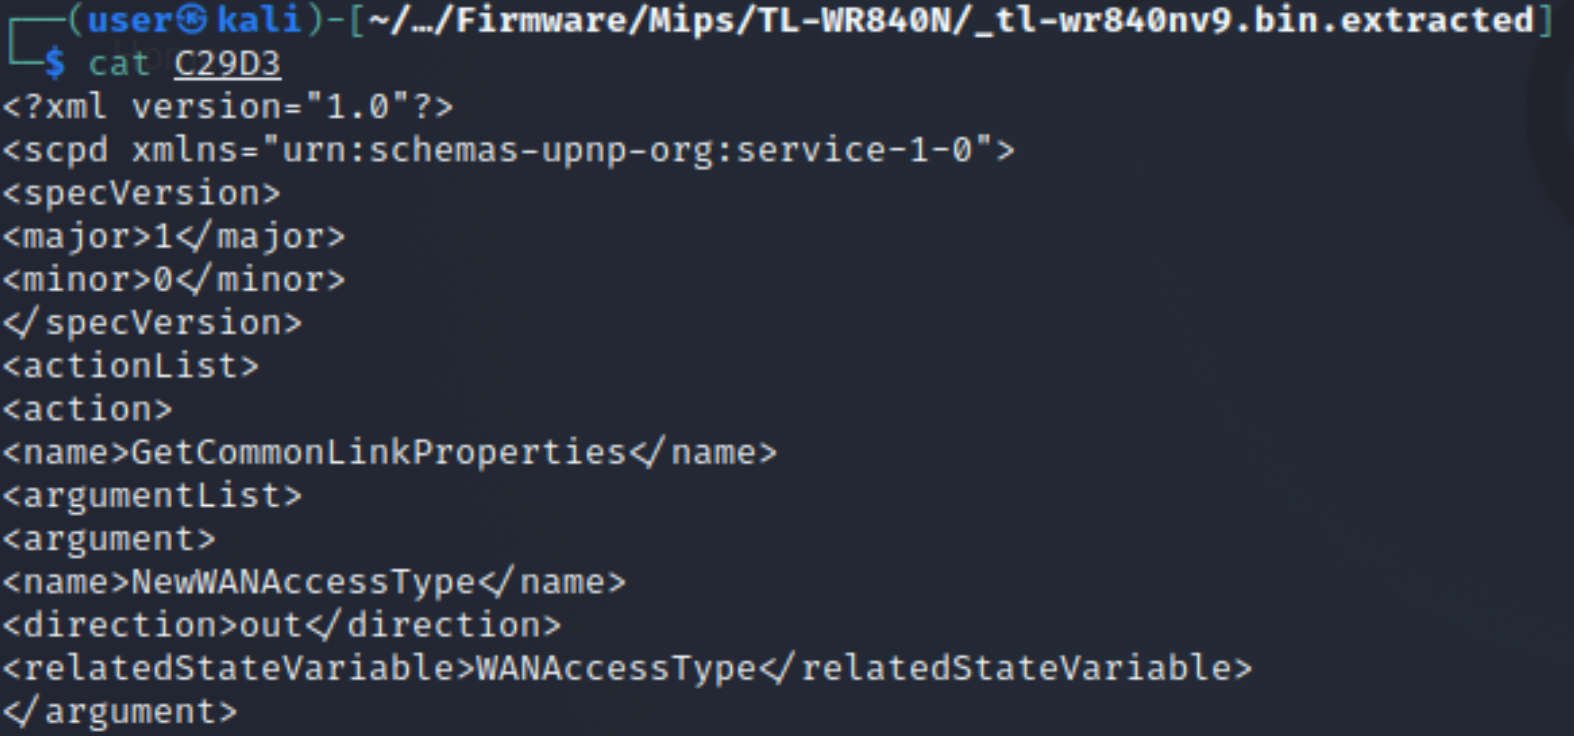 ┌──(user㉿kali)-[~/…/Firmware/Mips/TL-WR840N/_tl-wr840nv9.bin.extracted]
└─$ cat C29D3
<?xml version="1.0"?>
<scpd xmlns="urn:schemas-upnp-org:service-1-0">
<specVersion>
<major>1</major>
<minor>0</minor>
</specVersion>
<actionList>
<action>
<name>GetCommonLinkProperties</name>
<argumentList>
<argument>
<name>NewWANAccessType</name>
<direction>out</direction>
<relatedStateVariable>WANAccessType</relatedStateVariable>
</argument>